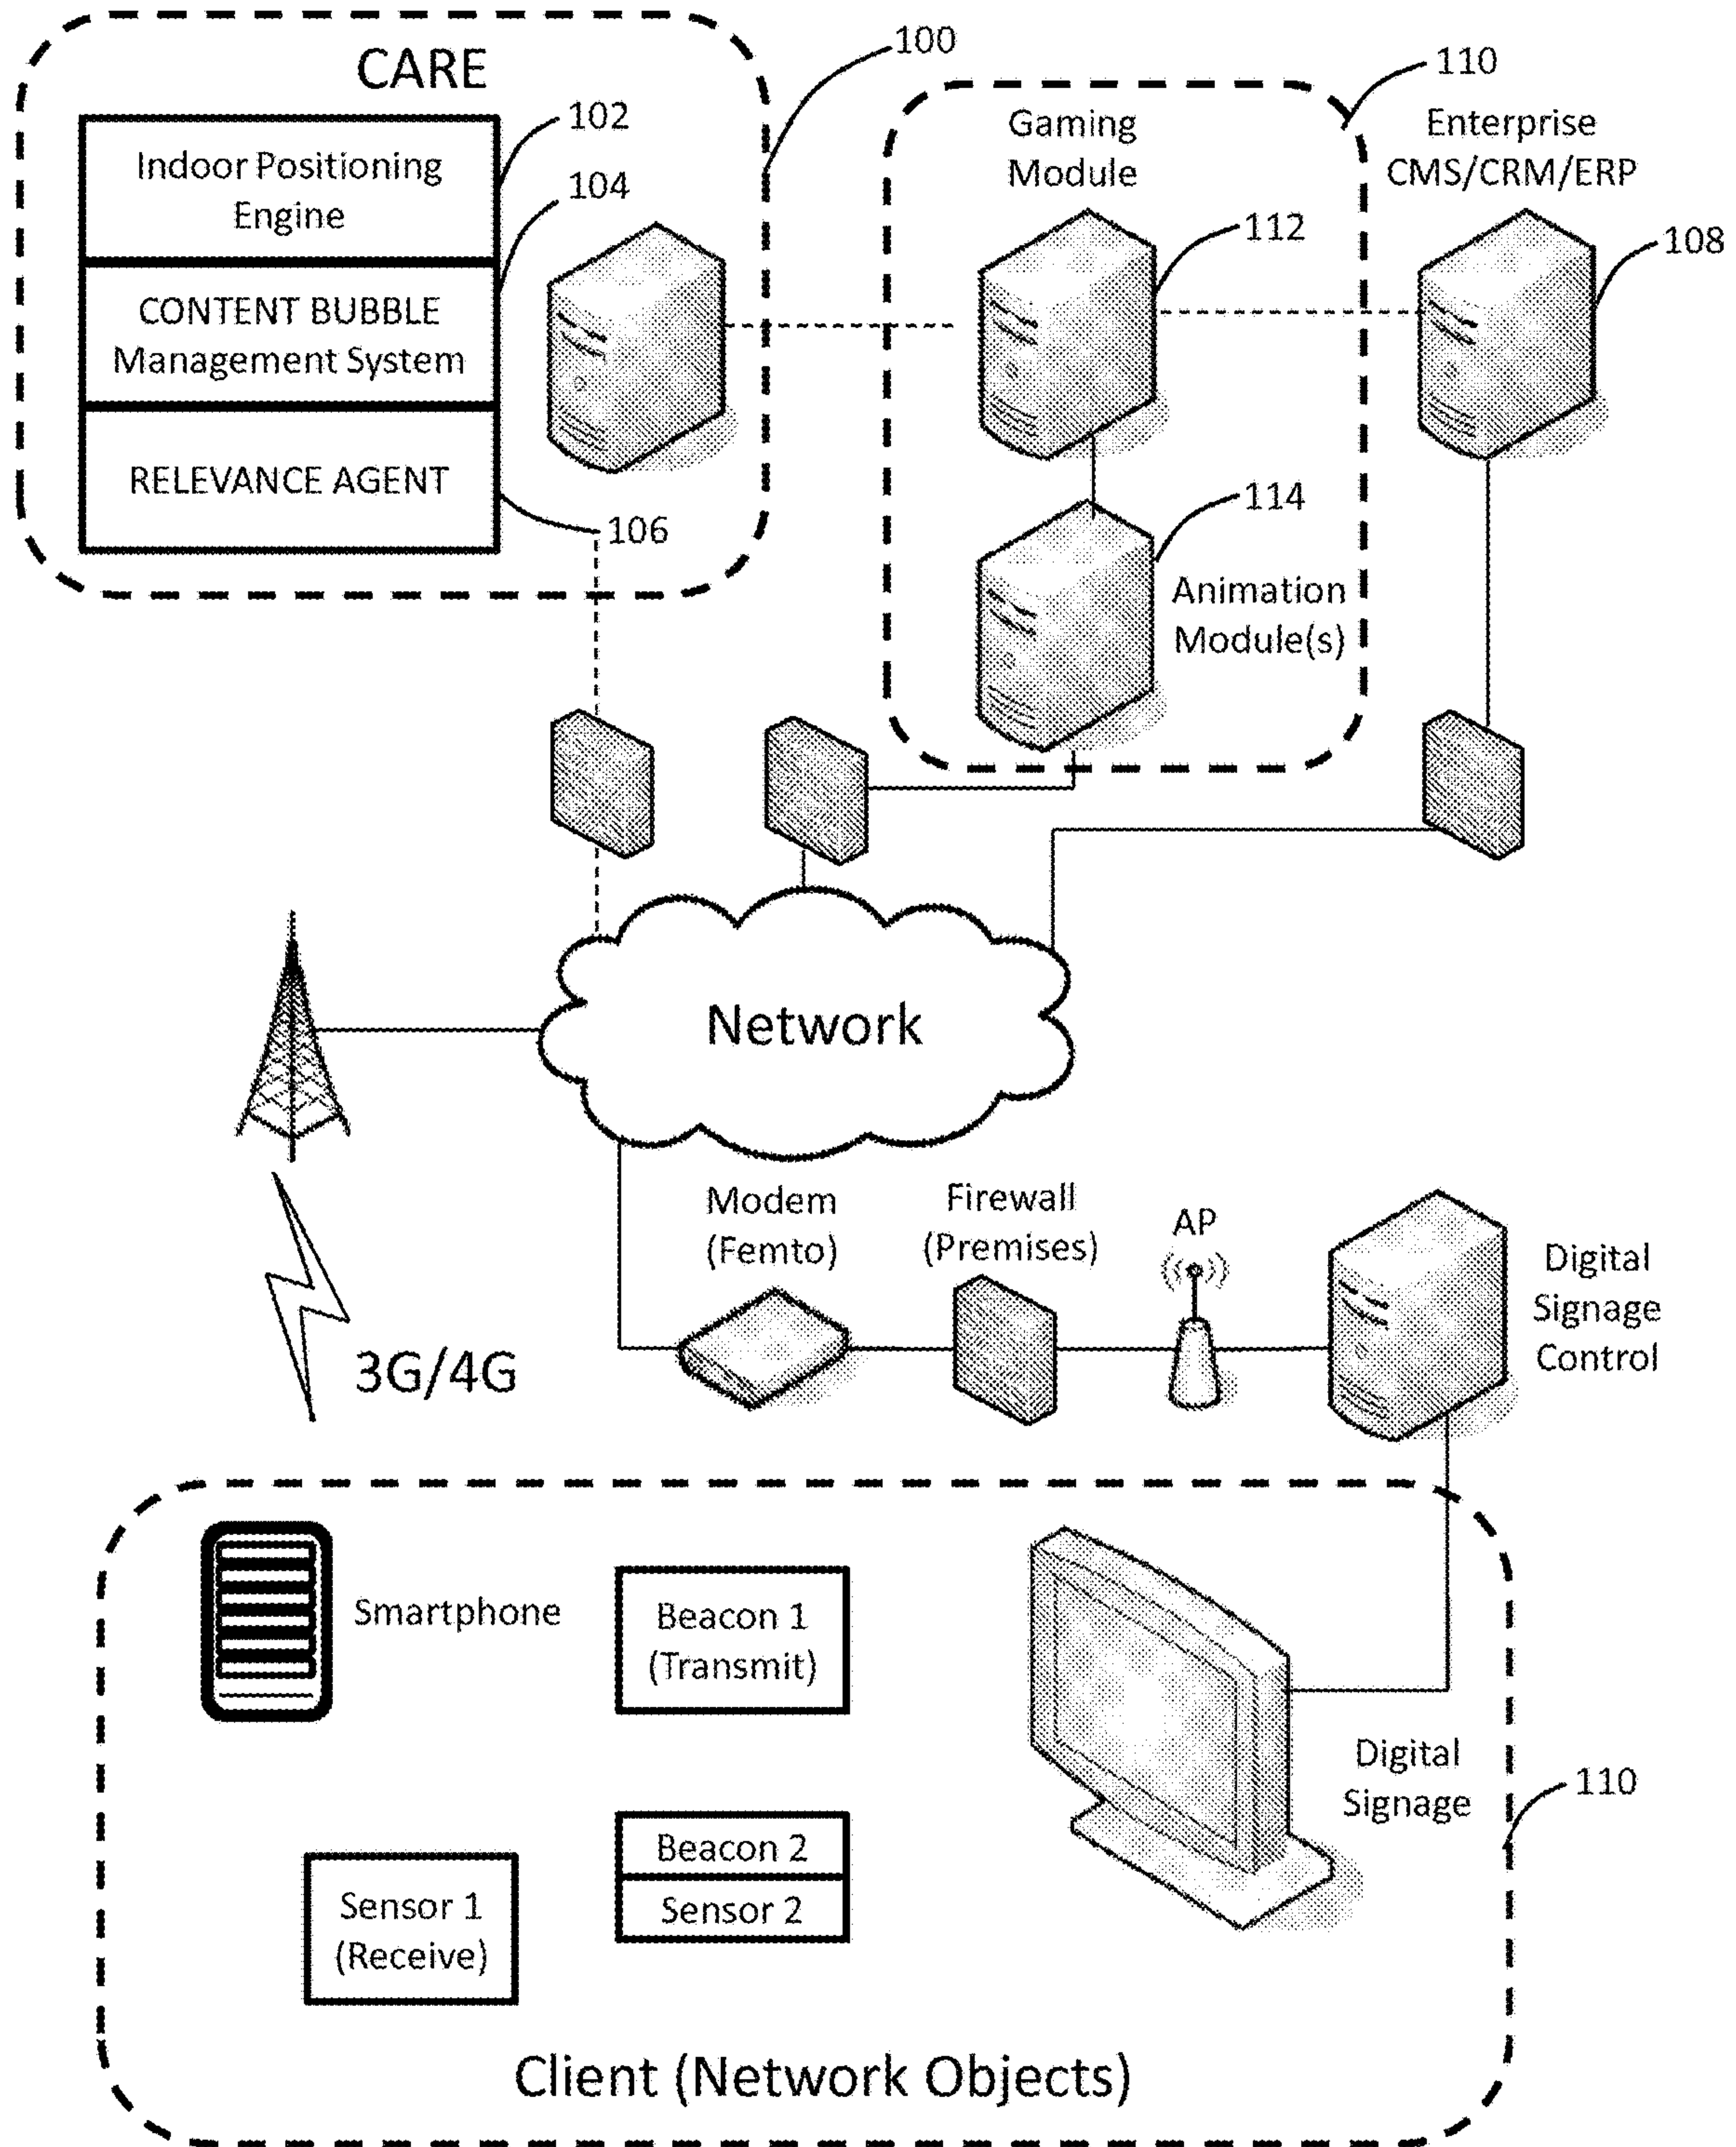 CARE
100
110
102
Indoor Positioning
Engine
104
CONTENT BUBBLE
Management System
RELEVANCE AGENT
106
Gaming
Module
112
Enterprise
CMS/CRM/ERP
108
114
Animation
Module(s)
Network
3G/4G
Modem
(Femto)
Firewall
(Premises)
AP
Digital
Signage
Control
Smartphone
Beacon 1
(Transmit)
Sensor 1
(Receive)
Beacon 2
Sensor 2
Digital
Signage
110
Client (Network Objects)